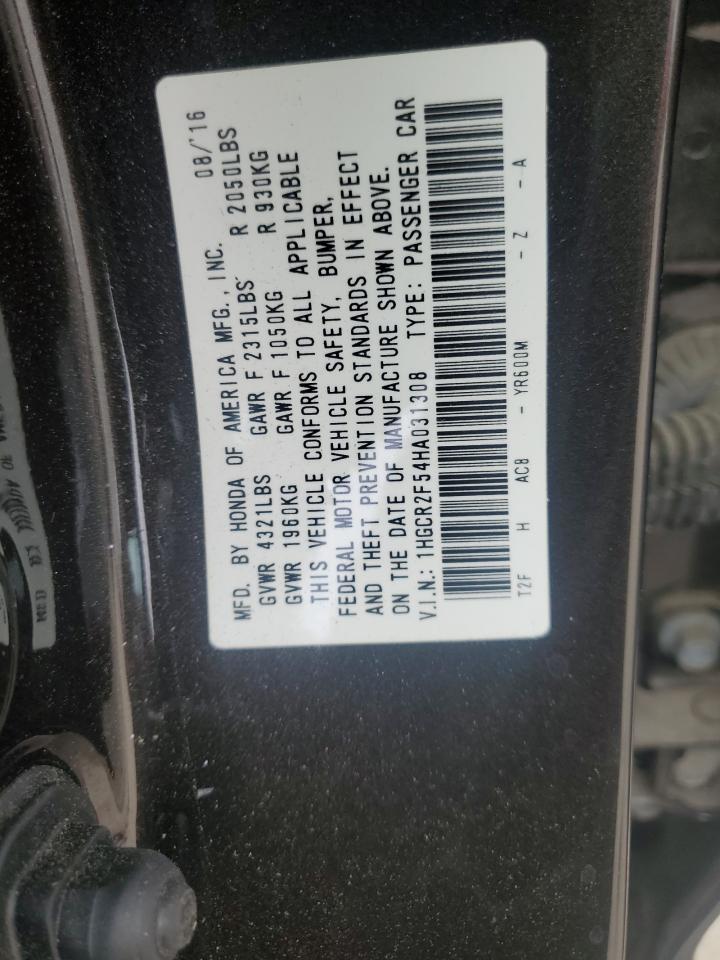 MFD. BY HONDA OF AMERICA MFG., INC. 08/'16
GVWR 4321LBS GAWR F 2315LBS R 2050LBS
GVWR 1960KG GAWR F 1050KG R 930KG
THIS VEHICLE CONFORMS TO ALL APPLICABLE
FEDERAL MOTOR VEHICLE SAFETY, BUMPER,
AND THEFT PREVENTION STANDARDS IN EFFECT
ON THE DATE OF MANUFACTURE SHOWN ABOVE.
V.I.N.: 1HGCR2F54HA031308 TYPE: PASSENGER CAR
T2F H AC8 - YR600M - Z - A